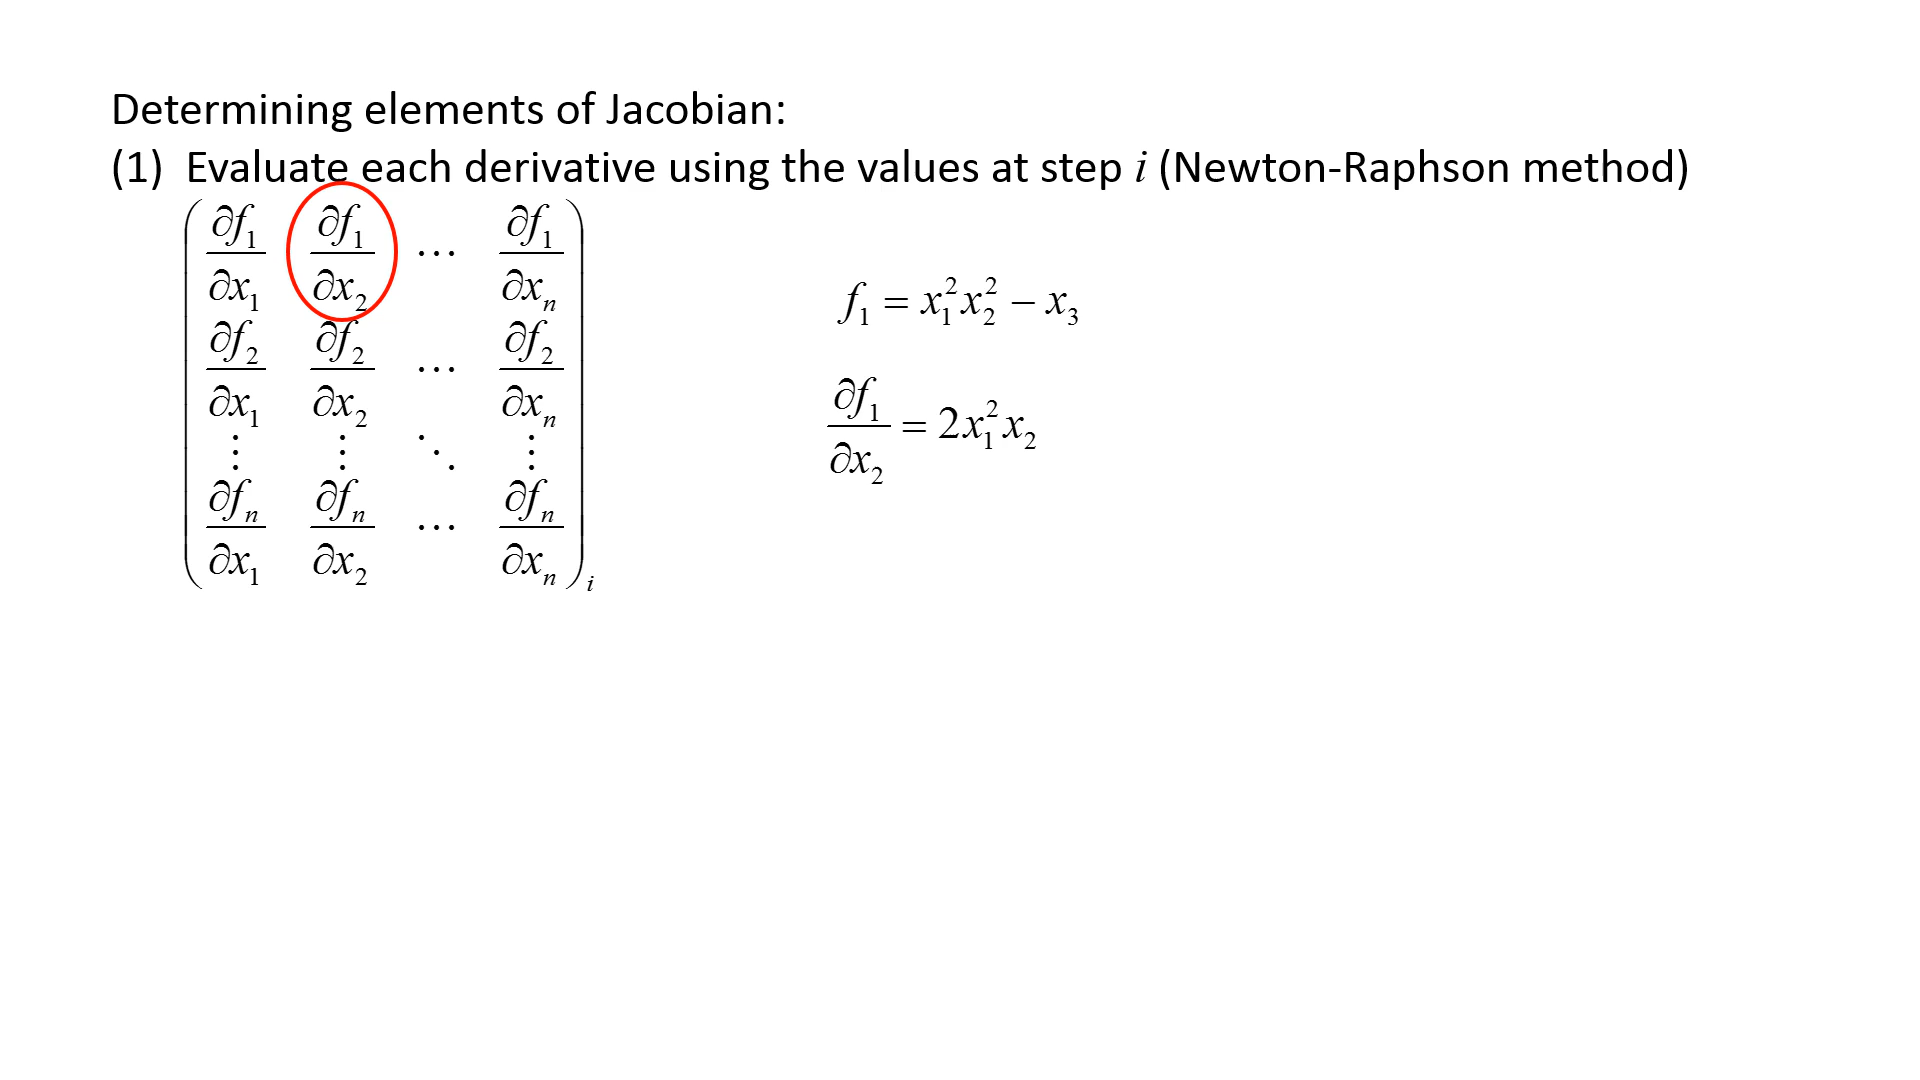 Determining elements of Jacobian:
(1) Evaluate each derivative using the values at step i (Newton-Raphson method)
∂f₁/∂x₁ ∂f₁/∂x₂ ⋯ ∂f₁/∂xₙ
∂f₂/∂x₁ ∂f₂/∂x₂ ⋯ ∂f₂/∂xₙ
⋮ ⋮ ⋱ ⋮
∂fₙ/∂x₁ ∂fₙ/∂x₂ ⋯ ∂fₙ/∂xₙ
i
f₁ = x₁²x₂² − x₃
∂f₁/∂x₂ = 2x₁²x₂